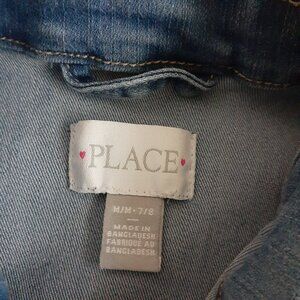 PLACE
M/M - 7/8
MADE IN
BANGLADESH
FABRIQUÉ AU
BANGLADESH